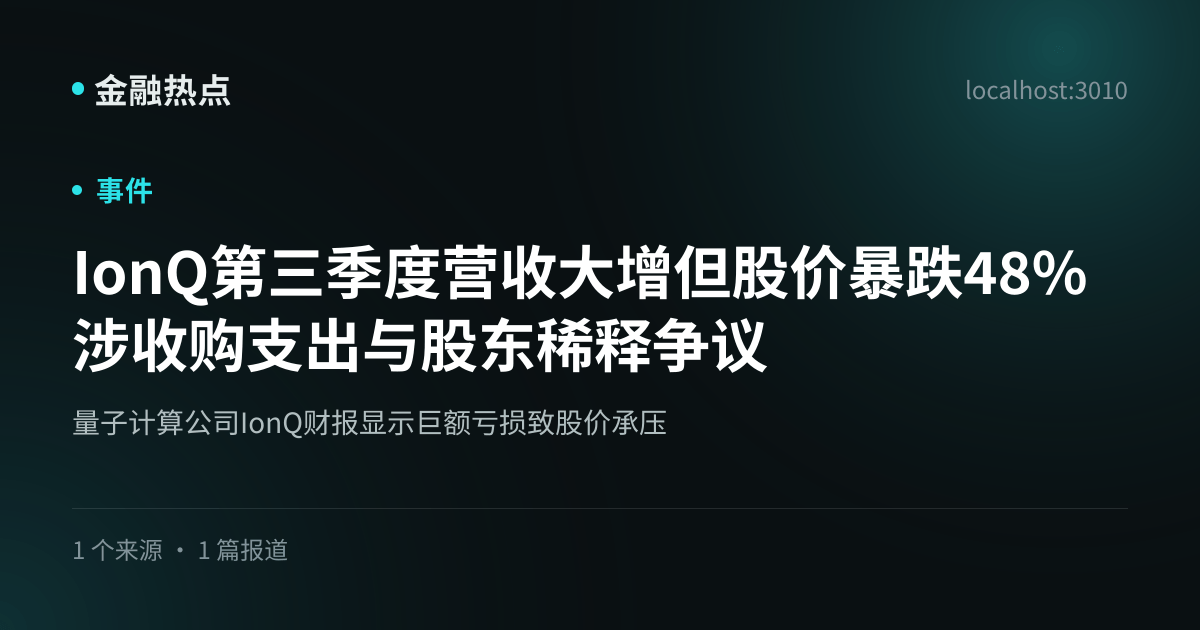 金融热点
localhost:3010
事件
IonQ第三季度营收大增但股价暴跌48%
涉收购支出与股东稀释争议
量子计算公司IonQ财报显示巨额亏损致股价承压
1 个来源 · 1 篇报道